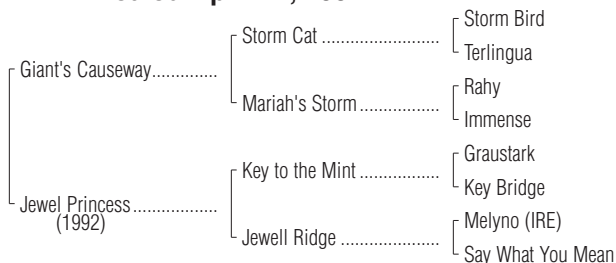 Storm Bird
Storm Cat ........................
Terlingua
Giant's Causeway.............
Rahy
Mariah's Storm ................
Immense
Graustark
Key to the Mint ................
Key Bridge
Jewel Princess.................
(1992)
Melyno (IRE)
Jewell Ridge ....................
Say What You Mean